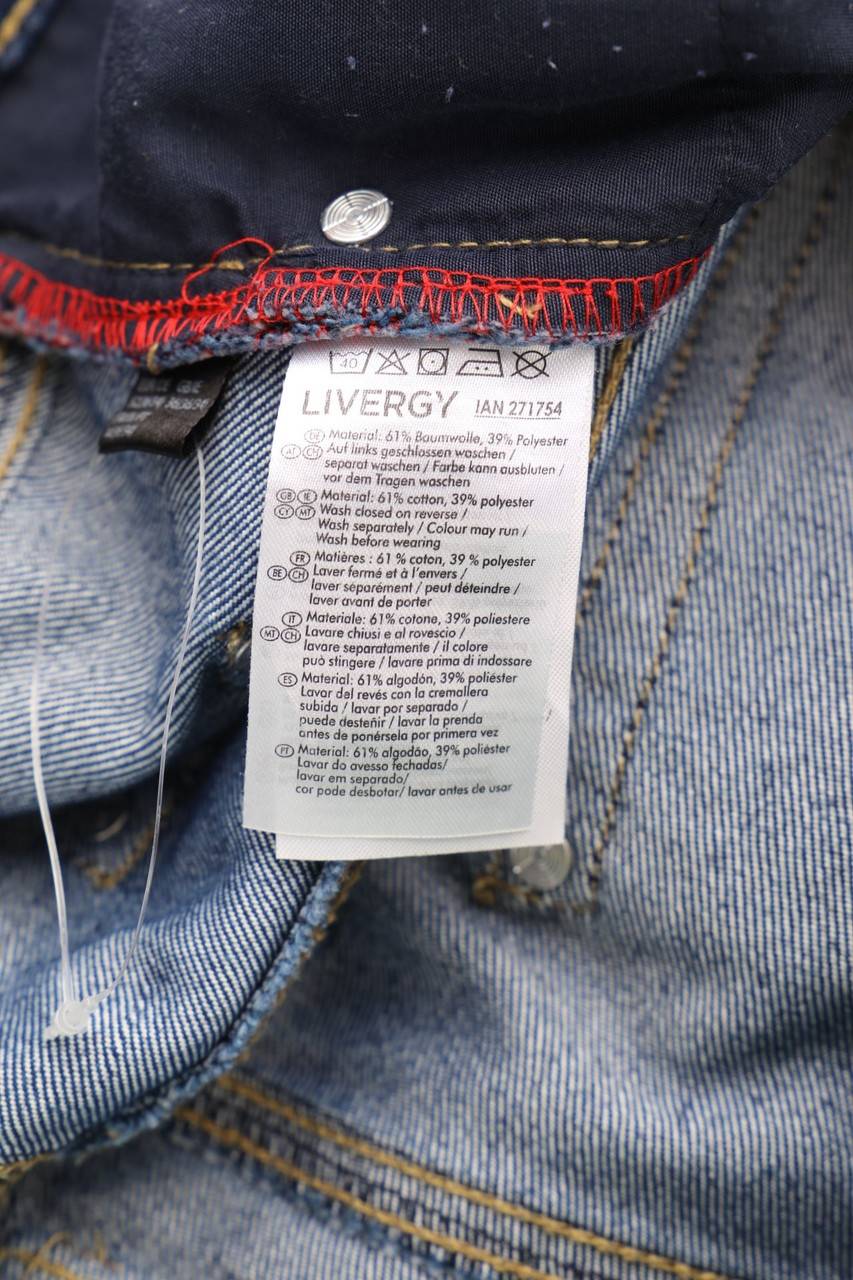 40
LIVERGY IAN 271754
DE Material: 61% Baumwolle, 39% Polyester
AT CH Auf links geschlossen waschen /
separat waschen / Farbe kann ausbluten /
vor dem Tragen waschen
GB IE Material: 61% cotton, 39% polyester
CY MT Wash closed on reverse /
Wash separately / Colour may run /
Wash before wearing
FR Matières : 61 % coton, 39 % polyester
BE CH Laver fermé et à l'envers /
laver séparément / peut déteindre /
laver avant de porter
IT Materiale: 61% cotone, 39% poliestere
MT CH Lavare chiusi e al rovescio /
lavare separatamente / il colore
può stingere / lavare prima di indossare
ES Material: 61% algodón, 39% poliéster
Lavar del revés con la cremallera
subida / lavar por separado /
puede desteñir / lavar la prenda
antes de ponérsela por primera vez
PT Material: 61% algodão, 39% poliéster
Lavar do avesso fechadas/
lavar em separado/
cor pode desbotar/ lavar antes de usar